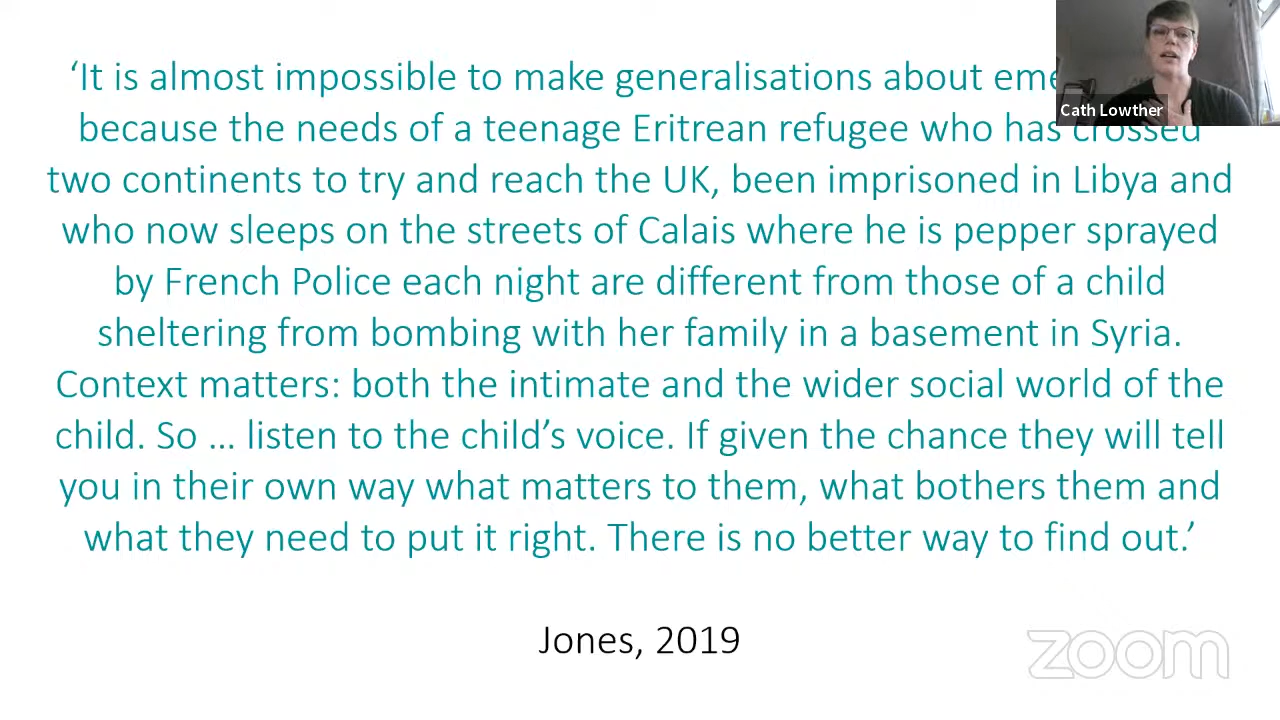 ‘It is almost impossible to make generalisations about
because the needs of a teenage Eritrean refugee who has crossed
two continents to try and reach the UK, been imprisoned in Libya and
who now sleeps on the streets of Calais where he is pepper sprayed
by French Police each night are different from those of a child
sheltering from bombing with her family in a basement in Syria.
Context matters: both the intimate and the wider social world of the
child. So … listen to the child’s voice. If given the chance they will tell
you in their own way what matters to them, what bothers them and
what they need to put it right. There is no better way to find out.’
Jones, 2019
Cath Lowther
zoom